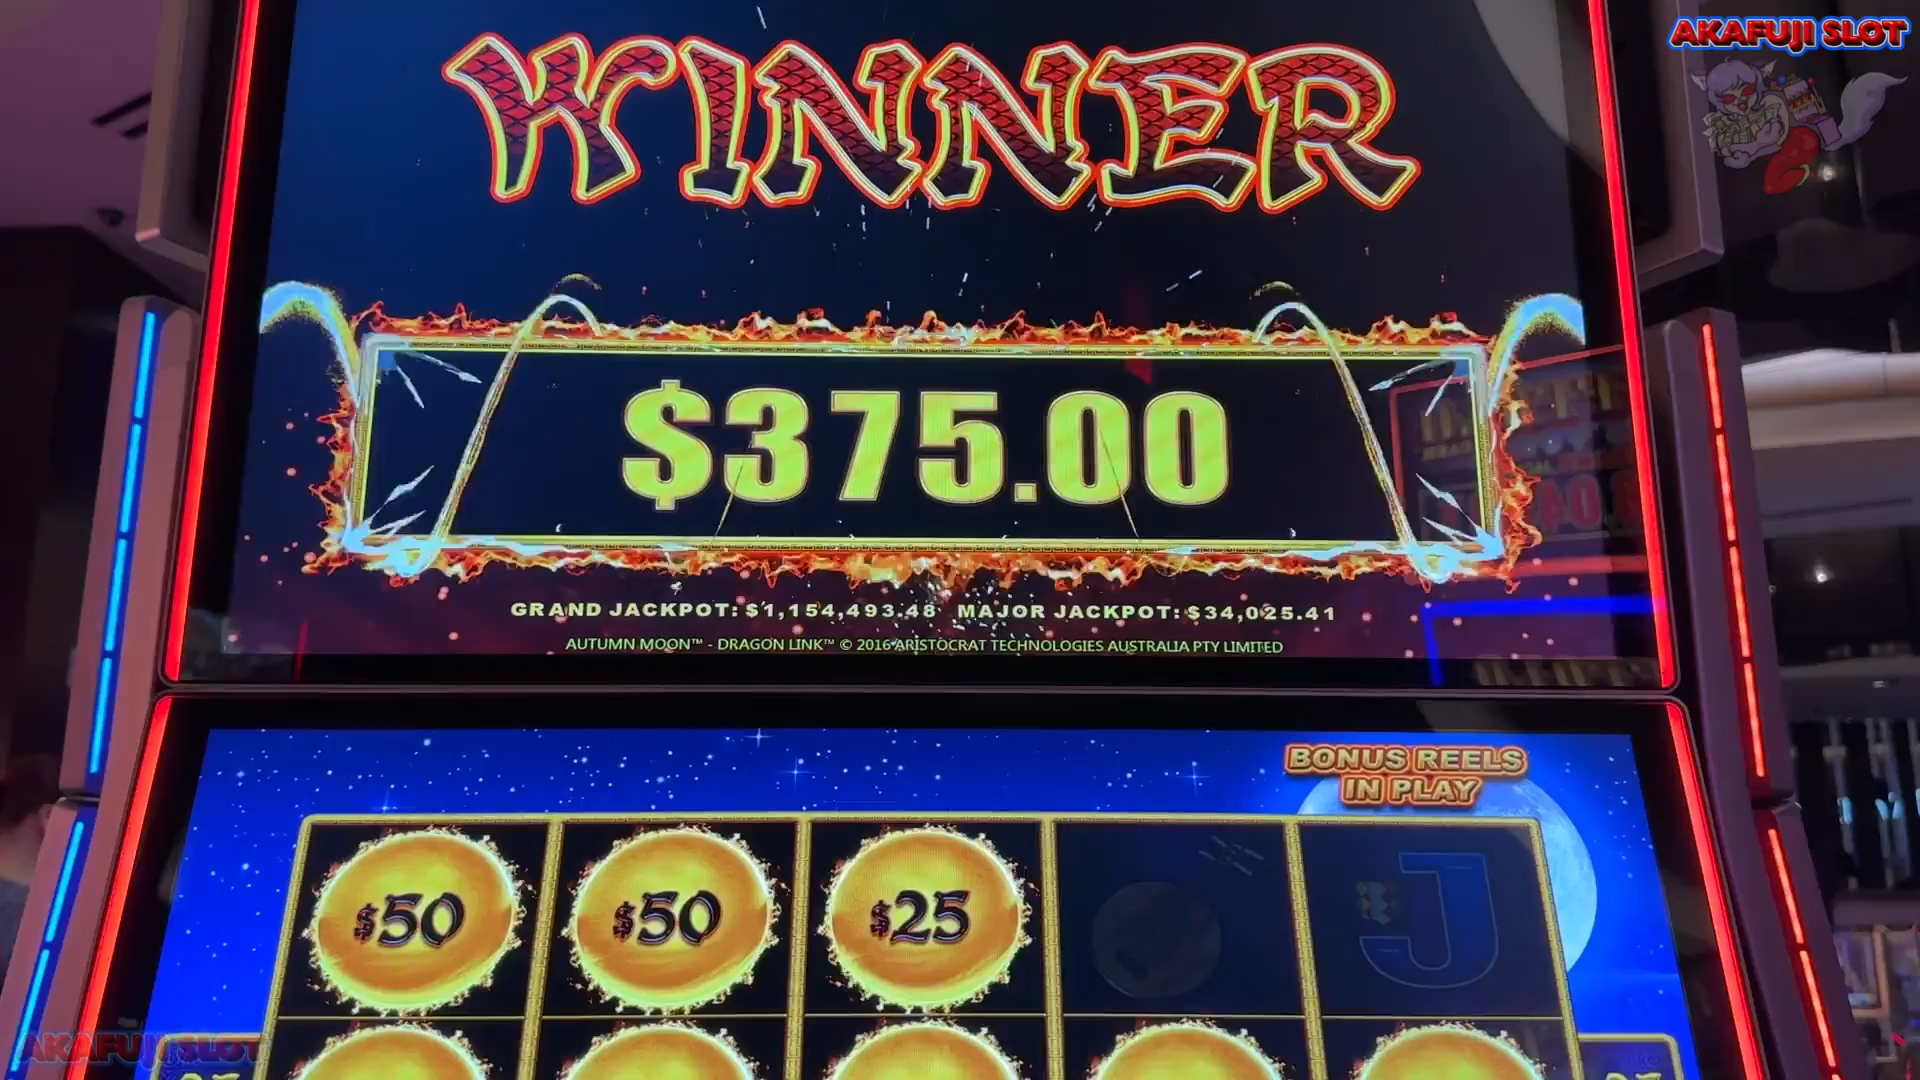 AKAFUJI SLOT
WINNER
$375.00
GRAND JACKPOT: $1,154,493.48 MAJOR JACKPOT: $34,025.41
AUTUMN MOON™ - DRAGON LINK™ © 2016 ARISTOCRAT TECHNOLOGIES AUSTRALIA PTY LIMITED
BONUS REELS
IN PLAY
$50 $50 $25 J
AKAFUJI SLOT